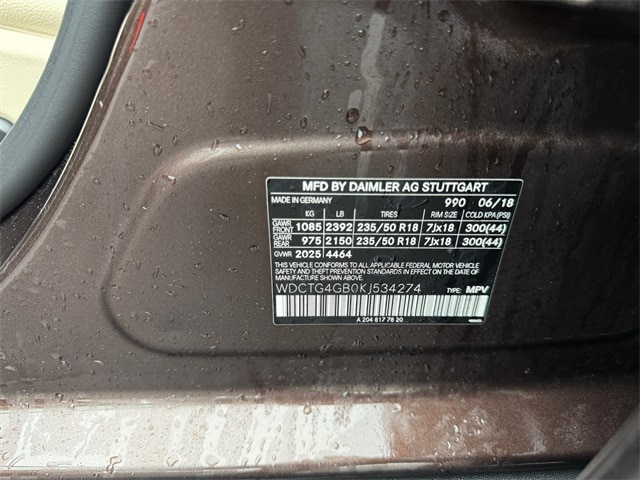 MFD BY DAIMLER AG STUTTGART
MADE IN GERMANY 990 06/18
KG LB TIRES RIM SIZE COLD KPA(PSI)
GAWR FRONT 1085 2392 235/50 R18 7Jx18 300(44)
GAWR REAR 975 2150 235/50 R18 7Jx18 300(44)
GVWR 2025 4464
THIS VEHICLE CONFORMS TO ALL APPLICABLE FEDERAL MOTOR VEHICLE
SAFETY AND THEFT PREVENTION STANDARDS IN EFFECT ON THE DATE OF
MANUFACTURE SHOWN ABOVE.
WDCTG4GB0KJ534274 TYPE: MPV
A 204 817 78 20